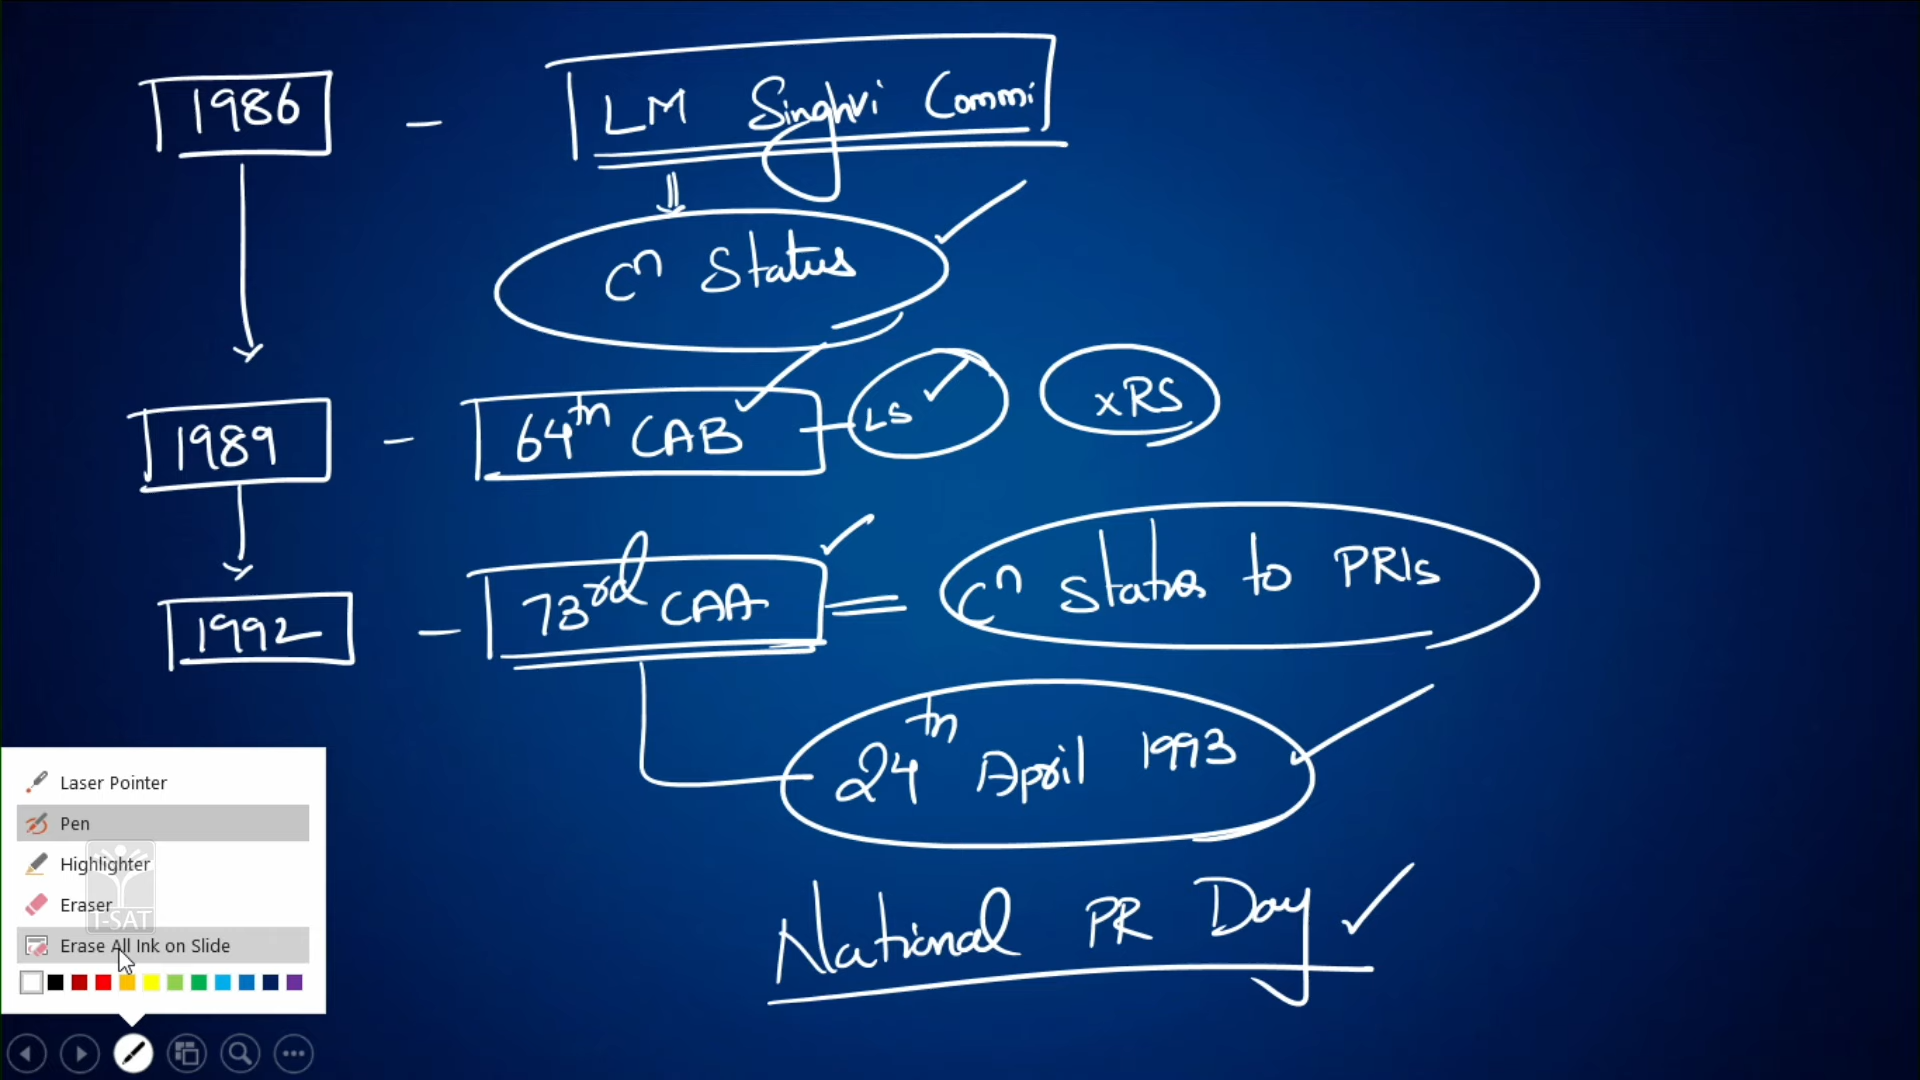 1986 - LM Singhvi Commi
Cⁿ Status
1989 - 64th CAB - LS ✓ xRS
1992 - 73rd CAA = Cⁿ status to PRIs
24th April 1993
National PR Day ✓
Laser Pointer
Pen
Highlighter
Eraser
T-SAT
Erase All Ink on Slide